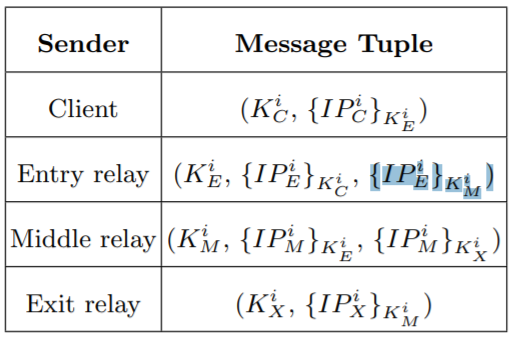 Sender Message Tuple
Client (K_C^i, {IP_C^i}_{K_E^i})
Entry relay (K_E^i, {IP_E^i}_{K_C^i}, {IP_E^i}_{K_M^i})
Middle relay (K_M^i, {IP_M^i}_{K_E^i}, {IP_M^i}_{K_X^i})
Exit relay (K_X^i, {IP_X^i}_{K_M^i})